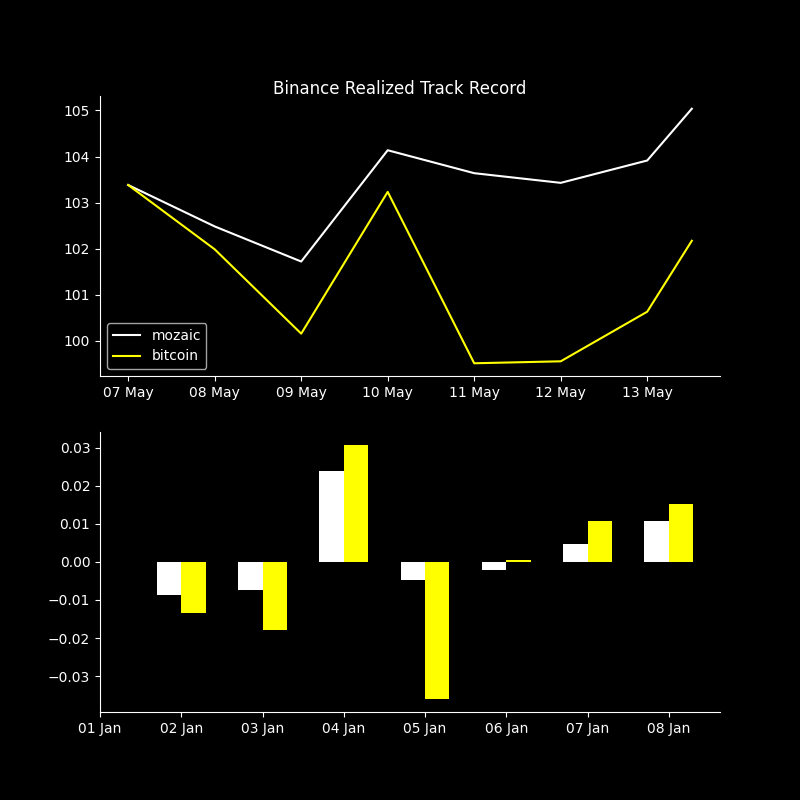 Binance Realized Track Record
105
104
103
102
101
100
mozaic
bitcoin
07 May 08 May 09 May 10 May 11 May 12 May 13 May
0.03
0.02
0.01
0.00
−0.01
−0.02
−0.03
01 Jan 02 Jan 03 Jan 04 Jan 05 Jan 06 Jan 07 Jan 08 Jan